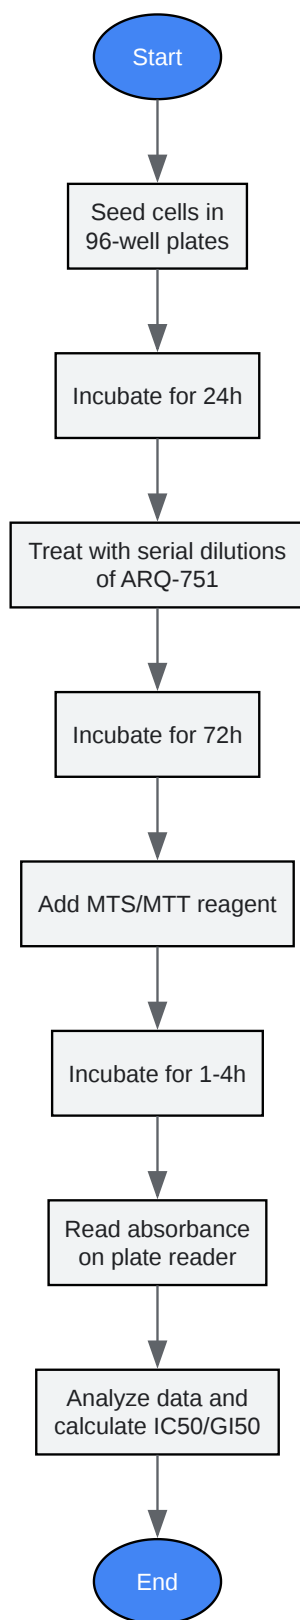 Start
Seed cells in
96-well plates
Incubate for 24h
Treat with serial dilutions
of ARQ-751
Incubate for 72h
Add MTS/MTT reagent
Incubate for 1-4h
Read absorbance
on plate reader
Analyze data and
calculate IC50/GI50
End